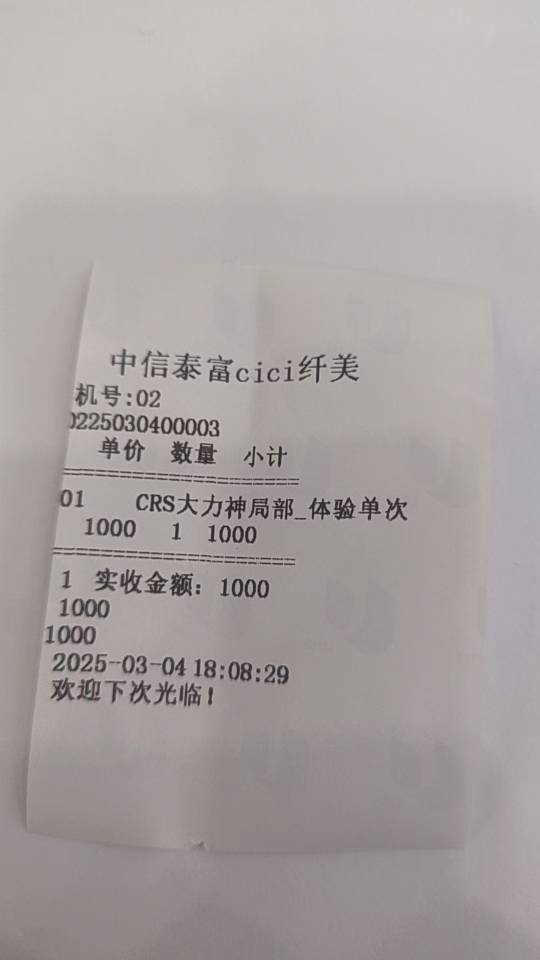 中信泰富cici纤美
机号:02
0225030400003
单价 数量 小计
01 CRS大力神局部_体验单次
1000 1 1000
1 实收金额: 1000
1000
1000
2025-03-04 18:08:29
欢迎下次光临!